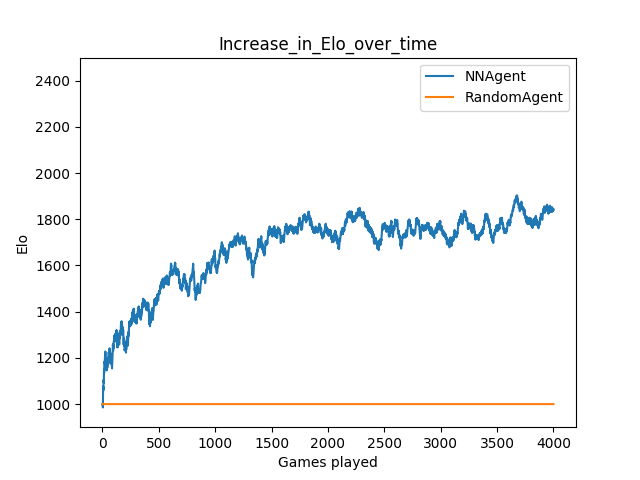 Increase_in_Elo_over_time
NNAgent
RandomAgent
2400
2200
2000
1800
1600
1400
1200
1000
Elo
0 500 1000 1500 2000 2500 3000 3500 4000
Games played